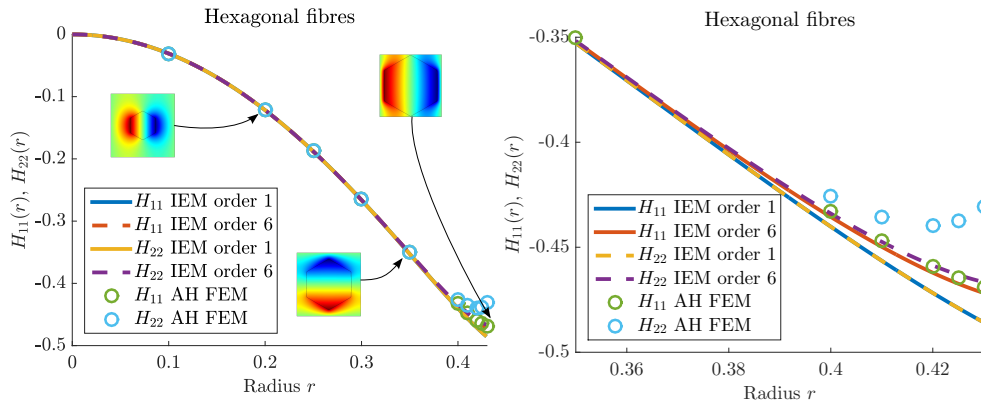 Hexagonal fibres
H₁₁(r), H₂₂(r)
0
-0.1
-0.2
-0.3
-0.4
-0.5
H₁₁ IEM order 1
H₁₁ IEM order 6
H₂₂ IEM order 1
H₂₂ IEM order 6
H₁₁ AH FEM
H₂₂ AH FEM
0 0.1 0.2 0.3 0.4
Radius r
Hexagonal fibres
H₁₁(r), H₂₂(r)
-0.35
-0.4
-0.45
-0.5
H₁₁ IEM order 1
H₁₁ IEM order 6
H₂₂ IEM order 1
H₂₂ IEM order 6
H₁₁ AH FEM
H₂₂ AH FEM
0.36 0.38 0.4 0.42
Radius r